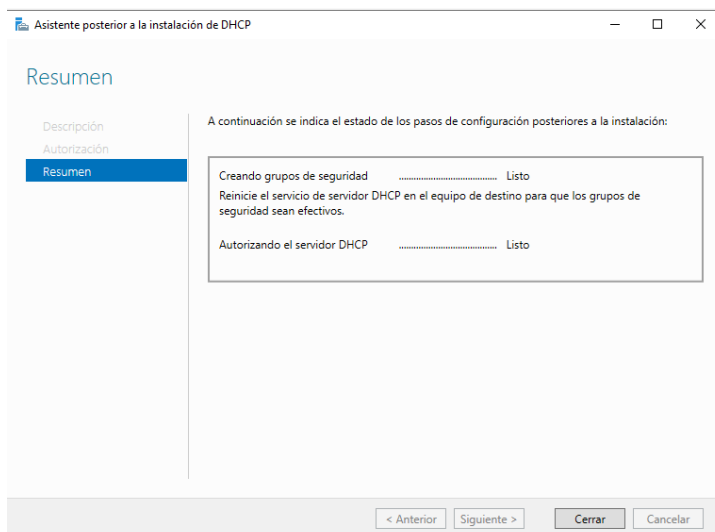 Asistente posterior a la instalación de DHCP
Resumen
Descripción
Autorización
Resumen
A continuación se indica el estado de los pasos de configuración posteriores a la instalación:
Creando grupos de seguridad ..................................... Listo
Reinicie el servicio de servidor DHCP en el equipo de destino para que los grupos de
seguridad sean efectivos.
Autorizando el servidor DHCP ..................................... Listo
< Anterior Siguiente > Cerrar Cancelar